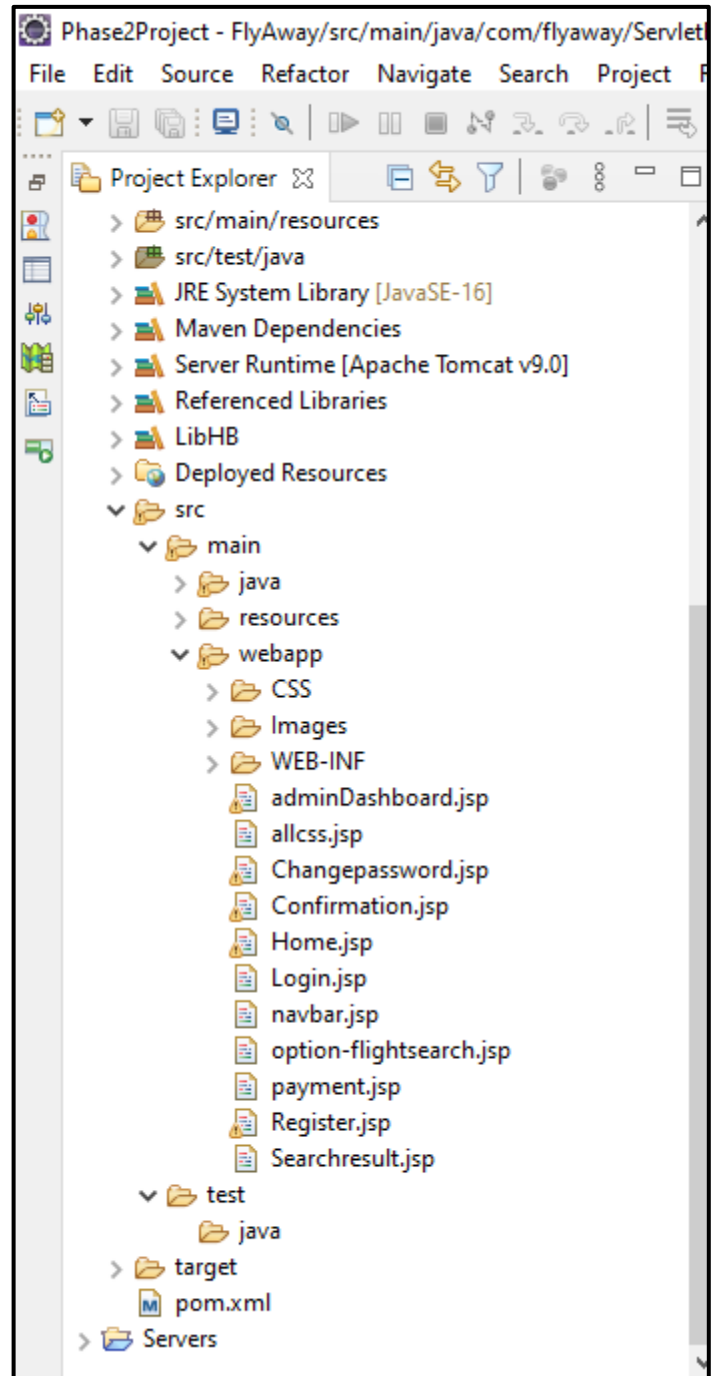 Phase2Project - FlyAway/src/main/java/com/flyaway/Servlet
File Edit Source Refactor Navigate Search Project
Project Explorer
src/main/resources
src/test/java
JRE System Library [JavaSE-16]
Maven Dependencies
Server Runtime [Apache Tomcat v9.0]
Referenced Libraries
LibHB
Deployed Resources
src
main
java
resources
webapp
CSS
Images
WEB-INF
adminDashboard.jsp
allcss.jsp
Changepassword.jsp
Confirmation.jsp
Home.jsp
Login.jsp
navbar.jsp
option-flightsearch.jsp
payment.jsp
Register.jsp
Searchresult.jsp
test
java
target
M pom.xml
Servers